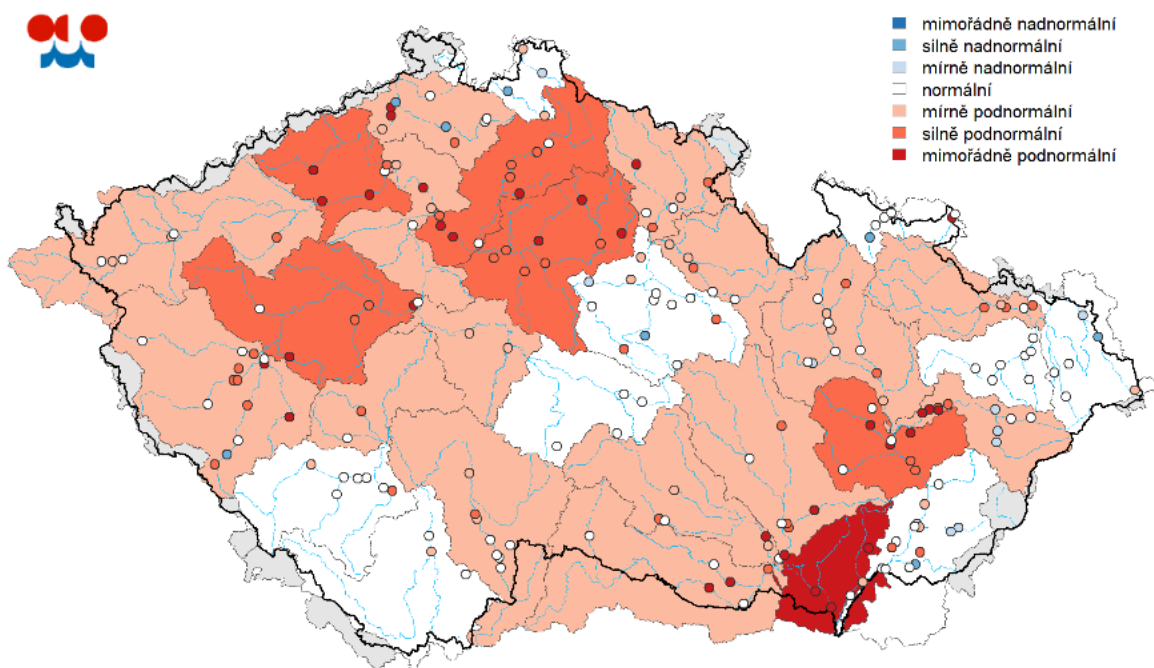 mimořádně nadnormální
silně nadnormální
mírně nadnormální
normální
mírně podnormální
silně podnormální
mimořádně podnormální